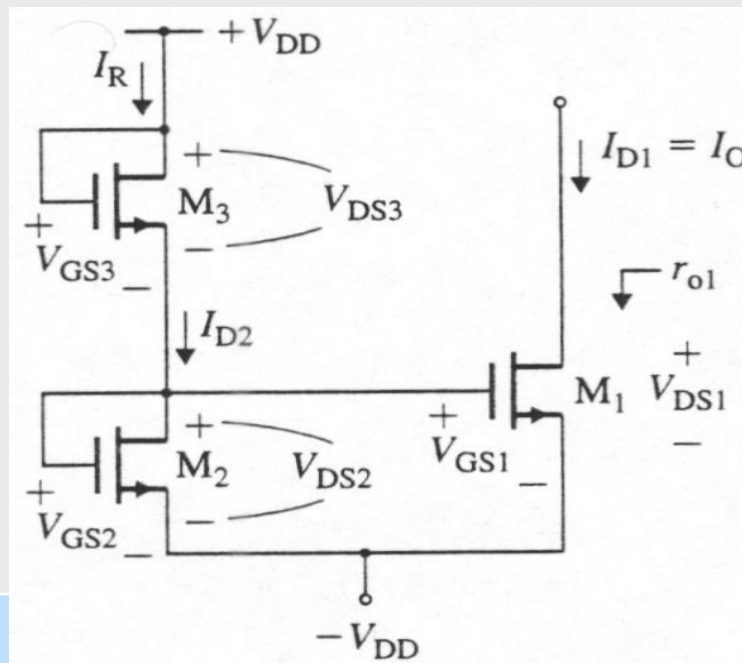 +V_DD
I_R
+
M_3
V_DS3
+
V_GS3
−
−
I_D1 = I_O
r_o1
I_D2
+
M_2
V_DS2
+
V_GS2
−
−
+
V_GS1
−
M_1
+
V_DS1
−
−V_DD